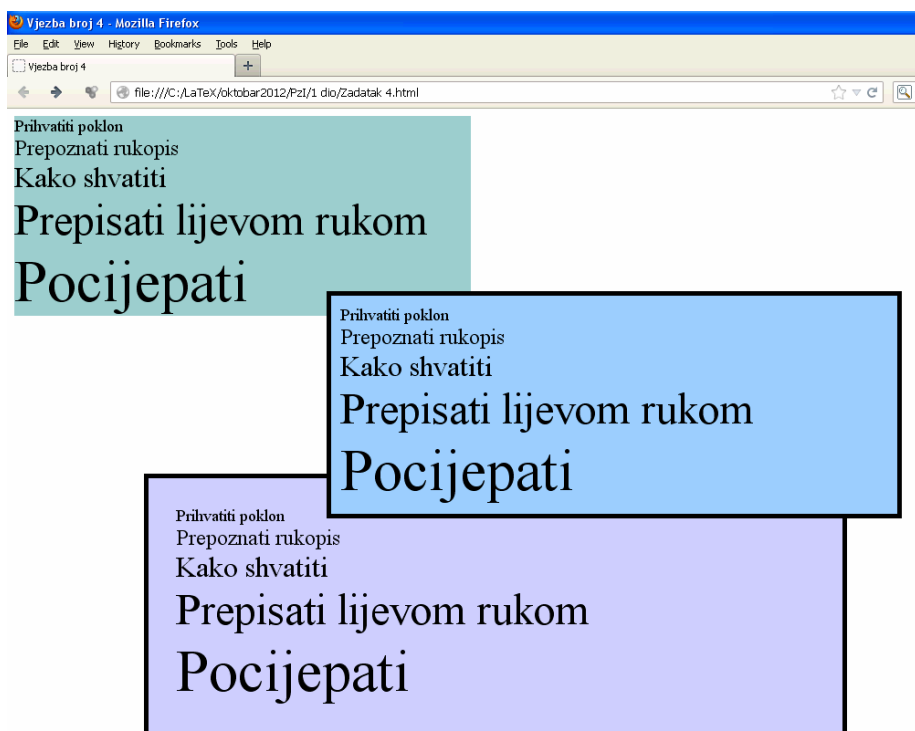 Vjezba broj 4 - Mozilla Firefox
File Edit View History Bookmarks Tools Help
Vjezba broj 4 +
file:///C:/LaTeX/oktobar2012/PzI/1 dio/Zadatak 4.html
Prihvatiti poklon
Prepoznati rukopis
Kako shvatiti
Prepisati lijevom rukom
Pocijepati
Prihvatiti poklon
Prepoznati rukopis
Kako shvatiti
Prepisati lijevom rukom
Pocijepati
Prihvatiti poklon
Prepoznati rukopis
Kako shvatiti
Prepisati lijevom rukom
Pocijepati